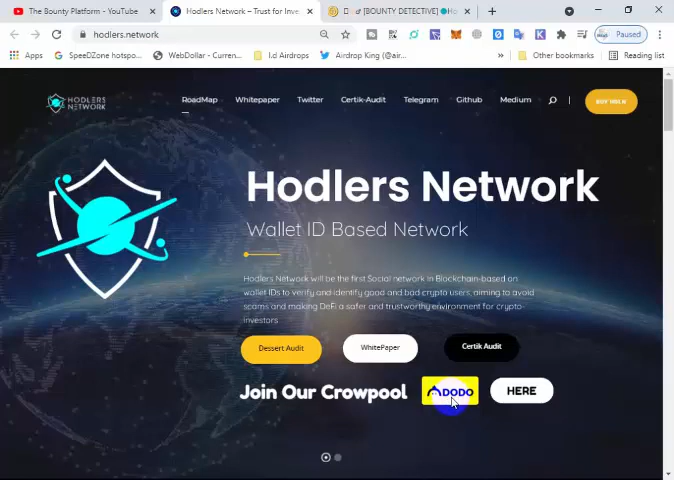 The Bounty Platform - YouTube
Hodlers Network – Trust for Inve
[BOUNTY DETECTIVE]
hodlers.network
Paused
Apps
SpeeDZone hotspo...
WebDollar - Curren...
I.d Airdrops
Airdrop King (@air...
»
Other bookmarks
Reading list
HODLERS
NETWORK
RoadMap
Whitepaper
Twitter
Certik-Audit
Telegram
Github
Medium
BUY HDLN
Hodlers Network
Wallet ID Based Network
Hodlers Network will be the first Social network in Blockchain-based on
wallet IDs to verify and identify good and bad crypto users, aiming to avoid
scams and making DeFi a safer and trustworthy environment for crypto-
investors
Dessert Audit
WhitePaper
Certik Audit
Join Our Crowpool
DODO
HERE